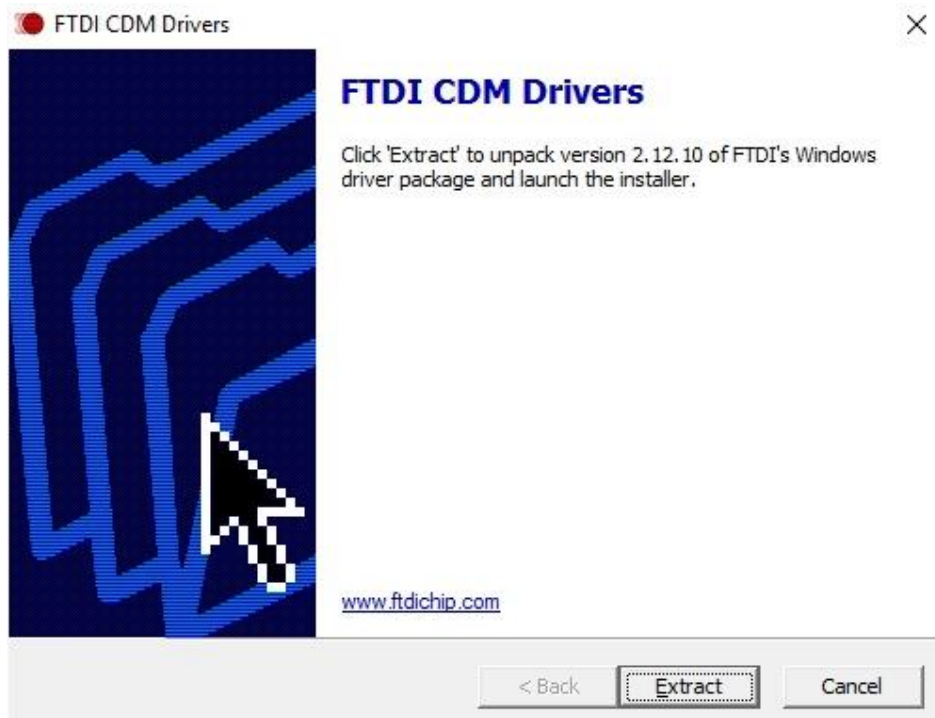 FTDI CDM Drivers
FTDI CDM Drivers
Click 'Extract' to unpack version 2.12.10 of FTDI's Windows
driver package and launch the installer.
www.ftdichip.com
< Back
Extract
Cancel